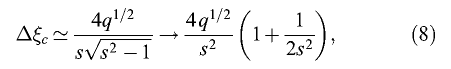 Δξ_c ≃ 4q^{1/2} / (s√(s² − 1)) → (4q^{1/2} / s²) (1 + 1/(2s²)), (8)